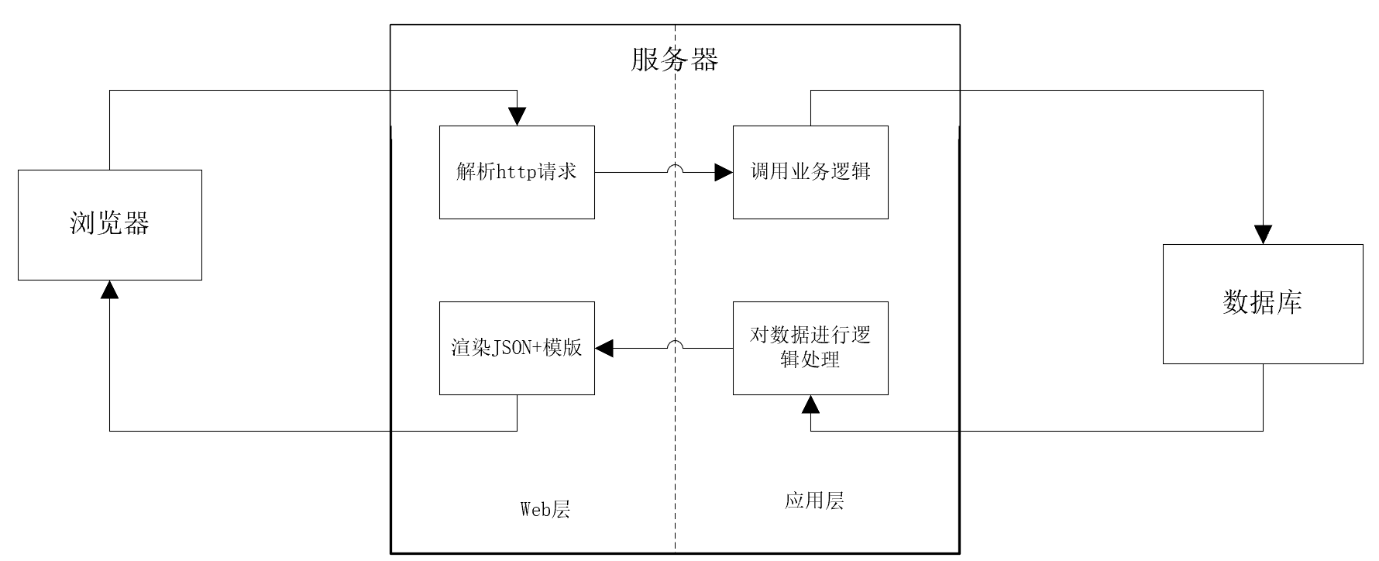 服务器
解析http请求
调用业务逻辑
浏览器
数据库
渲染JSON+模版
对数据进行逻
辑处理
Web层
应用层